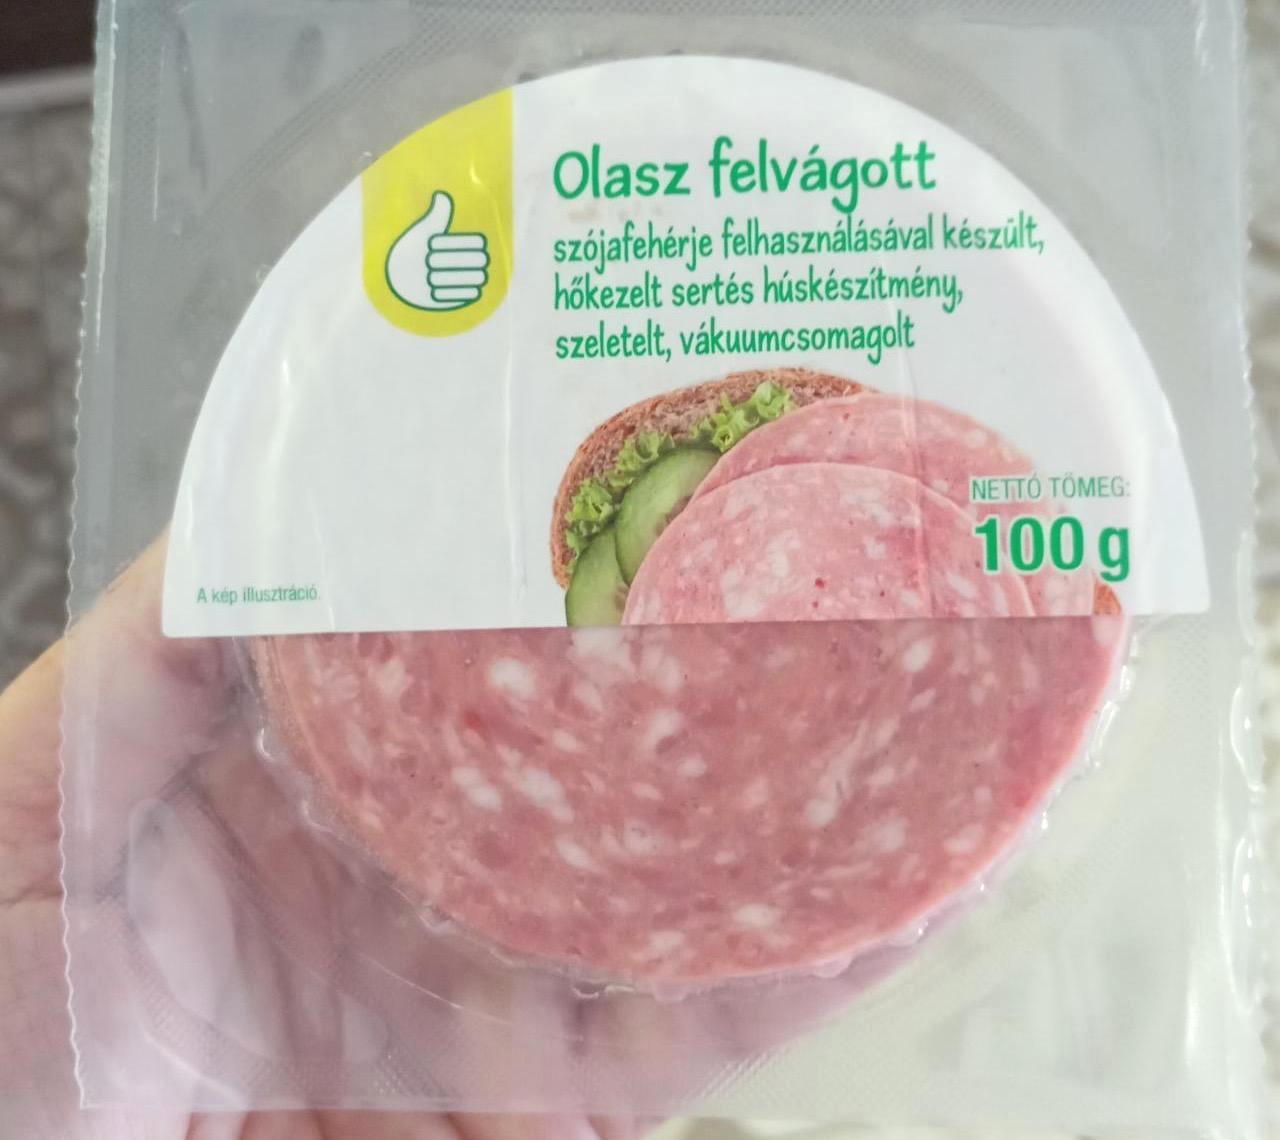 Olasz felvágott
szójafehérje felhasználásával készült,
hőkezelt sertés húskészítmény,
szeletelt, vákuumcsomagolt
NETTÓ TÖMEG:
100 g
A kép illusztráció.